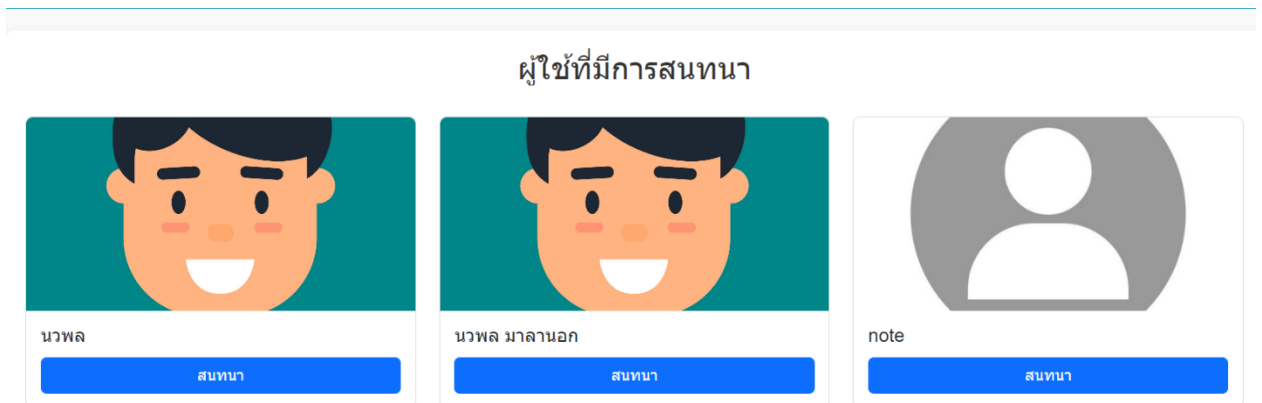 ผู้ใช้ที่มีการสนทนา
นวพล
สนทนา
นวพล มาลานอก
สนทนา
note
สนทนา